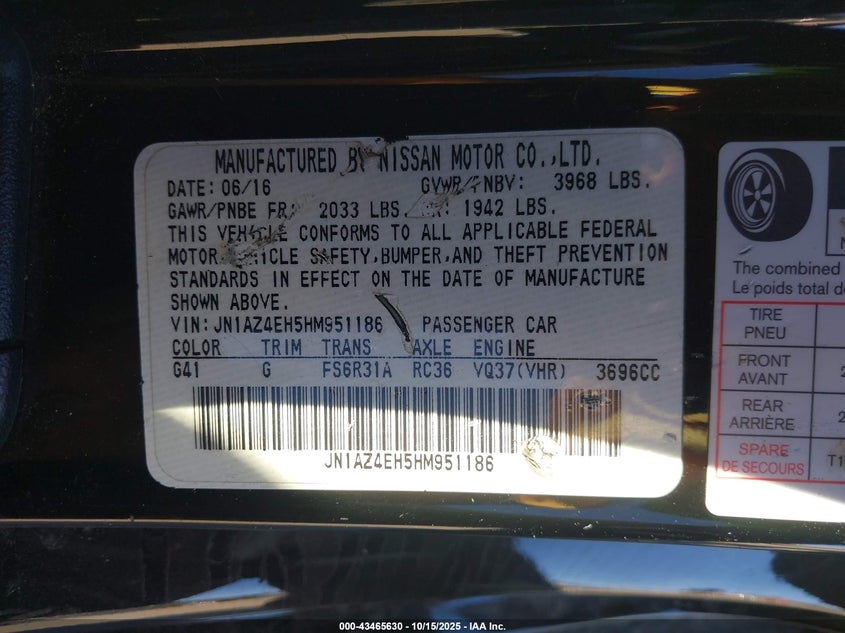 MANUFACTURED BY NISSAN MOTOR CO.,LTD.
DATE: 06/16 GVWR/PNBV: 3968 LBS.
GAWR/PNBE FR: 2033 LBS. 1942 LBS.
THIS VEHICLE CONFORMS TO ALL APPLICABLE FEDERAL
MOTOR VEHICLE SAFETY,BUMPER,AND THEFT PREVENTION
STANDARDS IN EFFECT ON THE DATE OF MANUFACTURE
SHOWN ABOVE.
VIN:JN1AZ4EH5HM951186 PASSENGER CAR
COLOR TRIM TRANS AXLE ENGINE
G41 G FS6R31A RC36 VQ37(VHR) 3696CC
JN1AZ4EH5HM951186
The combined
Le poids total d
TIRE
PNEU
FRONT
AVANT 2
REAR
ARRIÈRE 2
SPARE
DE SECOURS T1
000-43465630 - 10/15/2025 - IAA Inc.